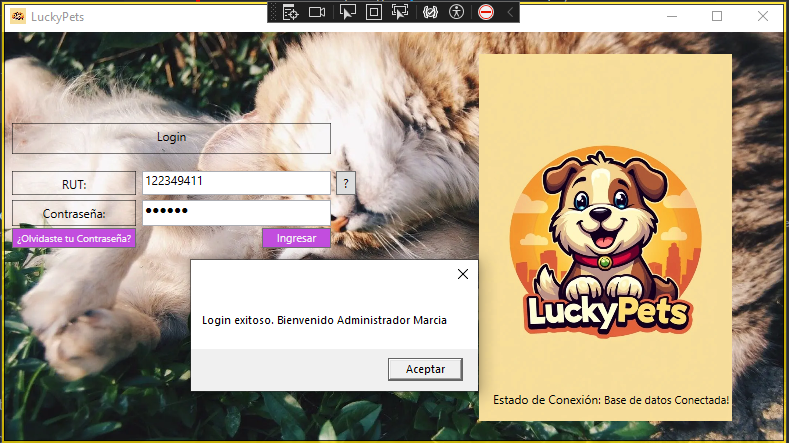 LuckyPets
Login
RUT:
122349411
?
Contraseña:
¿Olvidaste tu Contraseña?
Ingresar
Login exitoso. Bienvenido Administrador Marcia
Aceptar
LuckyPets
Estado de Conexión: Base de datos Conectada!